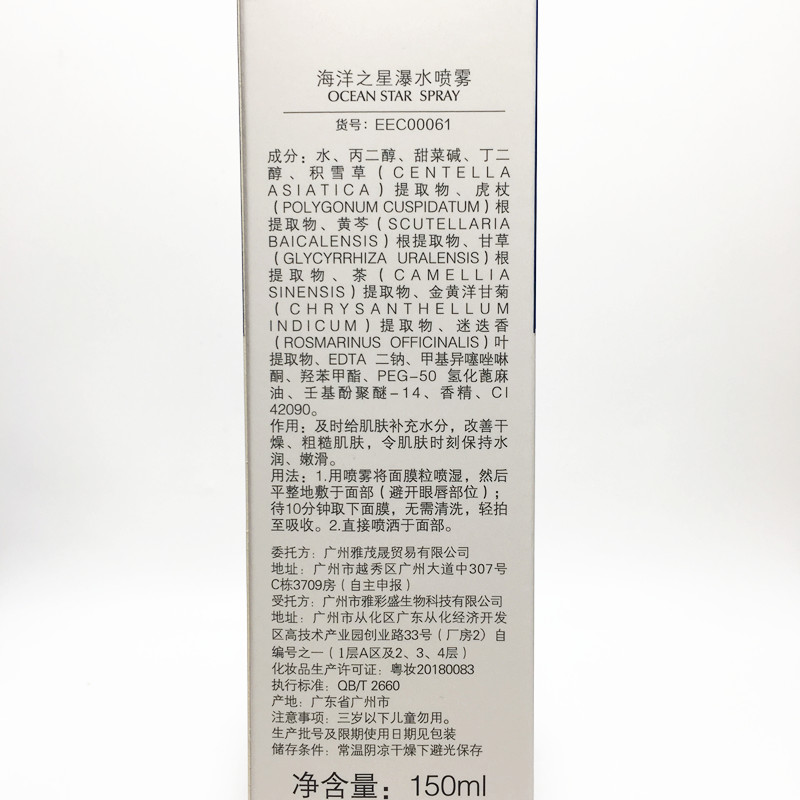 海洋之星瀑水喷雾
OCEAN STAR SPRAY
货号：EEC00061
成分：水、丙二醇、甜菜碱、丁二
醇、积雪草（CENTELLA
ASIATICA）提取物、虎杖
（POLYGONUM CUSPIDATUM）根
提取物、黄芩（SCUTELLARIA
BAICALENSIS）根提取物、甘草
（GLYCYRRHIZA URALENSIS）根
提取物、茶（CAMELLIA
SINENSIS）提取物、金黄洋甘菊
（CHRYSANTHELLUM
INDICUM）提取物、迷迭香
（ROSMARINUS OFFICINALIS）叶
提取物、EDTA 二钠、甲基异噻唑啉
酮、羟苯甲酯、PEG-50 氢化蓖麻
油、壬基酚聚醚-14、香精、CI
42090。
作用：及时给肌肤补充水分，改善干
燥、粗糙肌肤，令肌肤时刻保持水
润、嫩滑。
用法：1.用喷雾将面膜粒喷湿，然后
平整地敷于面部（避开眼唇部位）；
待10分钟取下面膜，无需清洗，轻拍
至吸收。2.直接喷洒于面部。
委托方：广州雅茂晟贸易有限公司
地址：广州市越秀区广州大道中307号
C栋3709房（自主申报）
受托方：广州市雅彩盛生物科技有限公司
地址：广州市从化区广东从化经济开发
区高技术产业园创业路33号（厂房2）自
编号之一（1层A区及2、3、4层）
化妆品生产许可证：粤妆20180083
执行标准：QB/T 2660
产地：广东省广州市
注意事项：三岁以下儿童勿用。
生产批号及限期使用日期见包装
储存条件：常温阴凉干燥下避光保存
净含量：150ml